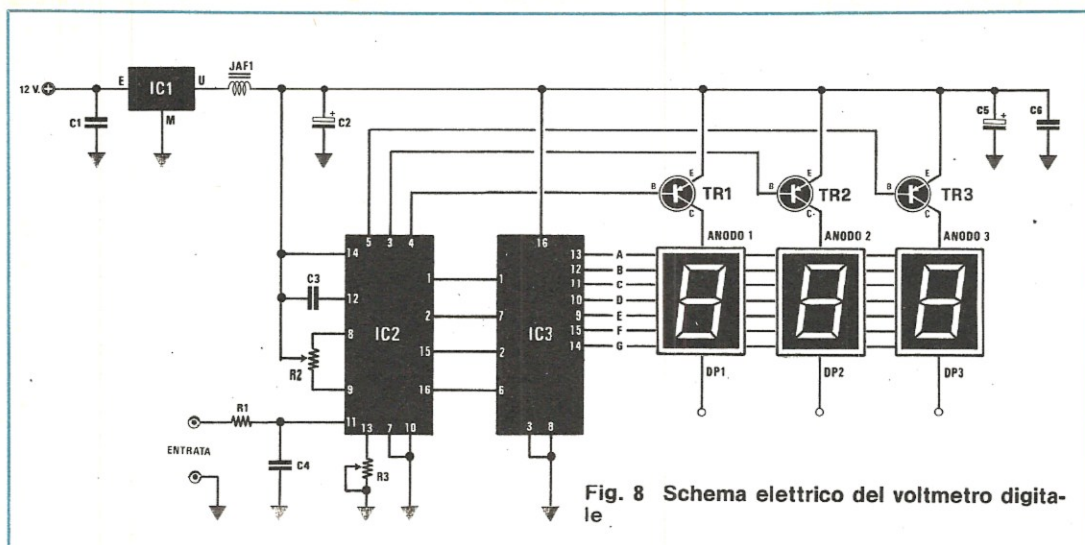 12 V.
E
IC1
U
M
JAF1
C1
C2
+
C5
+
C6
B
E
C
TR1
B
E
C
TR2
B
E
C
TR3
ANODO 1
ANODO 2
ANODO 3
5
3
4
14
12
C3
8
R2
9
11
13
7
10
1
2
15
16
IC2
16
1
7
2
6
3
8
IC3
13
12
11
10
9
15
14
A
B
C
D
E
F
G
DP1
DP2
DP3
R1
ENTRATA
C4
R3
Fig. 8 Schema elettrico del voltmetro digita-
le